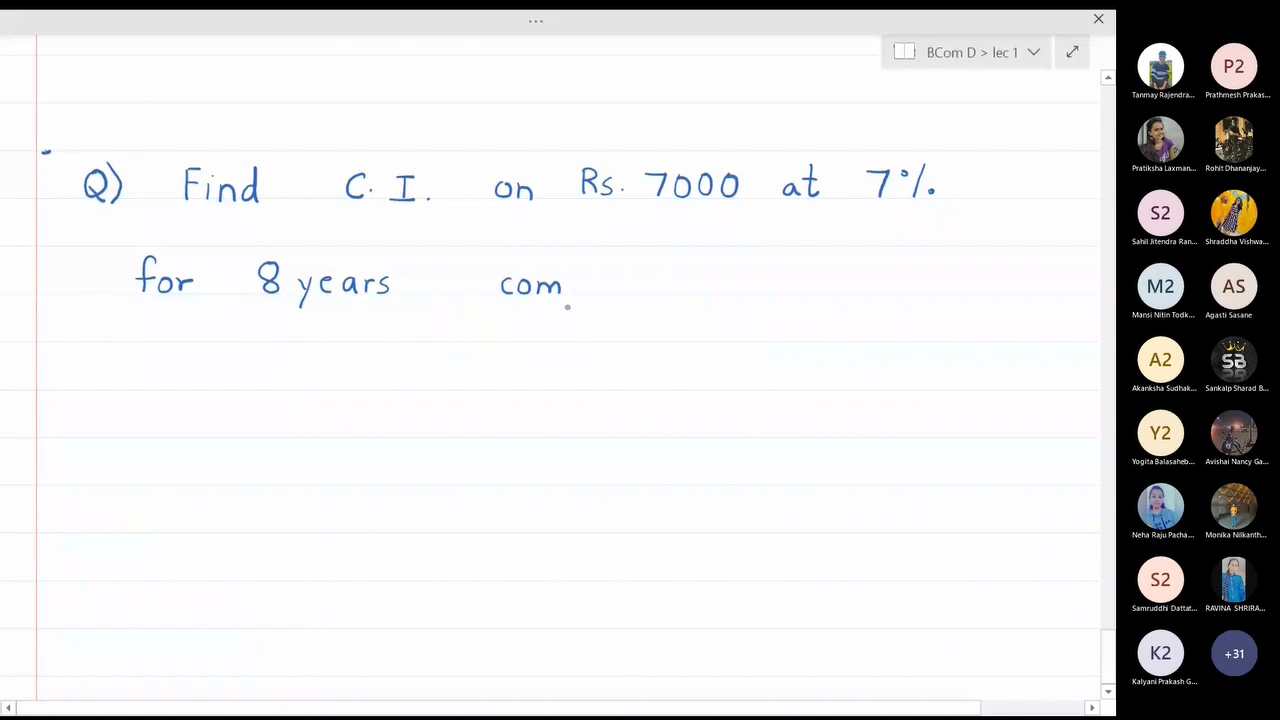 BCom D > lec 1
Q) Find C. I. on Rs. 7000 at 7%
for 8 years com
P2
Tanmay Rajendra...
Prathmesh Prakas...
Pratiksha Laxman...
Rohit Dhananjay...
S2
Sahil Jitendra Ran...
Shraddha Vishwa...
M2
AS
Mansi Nitin Todk...
Agasti Sasane
A2
SB
Akanksha Sudhak...
Sankalp Sharad B...
Y2
Yogita Balasaheb...
Avishai Nancy Ga...
Neha Raju Pacha...
Monika Nilkanth...
S2
Samruddhi Dattat...
RAVINA SHRIRA...
K2
+31
Kalyani Prakash G...